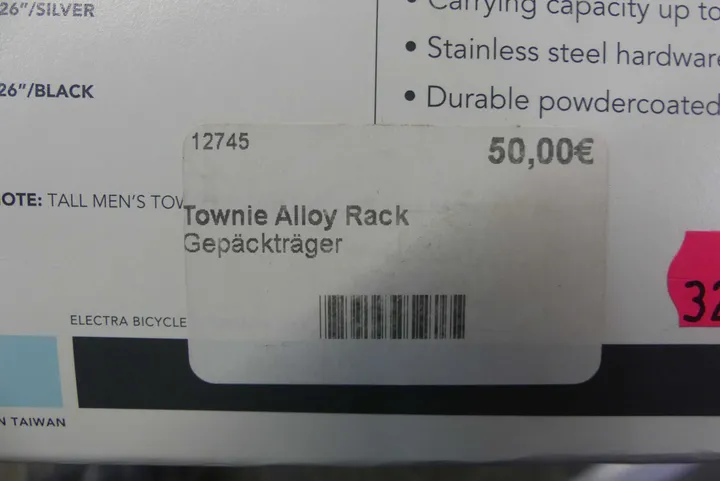 26"/SILVER
26"/BLACK
OTE: TALL MEN'S TOW
ELECTRA BICYCLE
N TAIWAN
• Carrying capacity up to
• Stainless steel hardware
• Durable powdercoated
12745
50,00€
Townie Alloy Rack
Gepäckträger
32